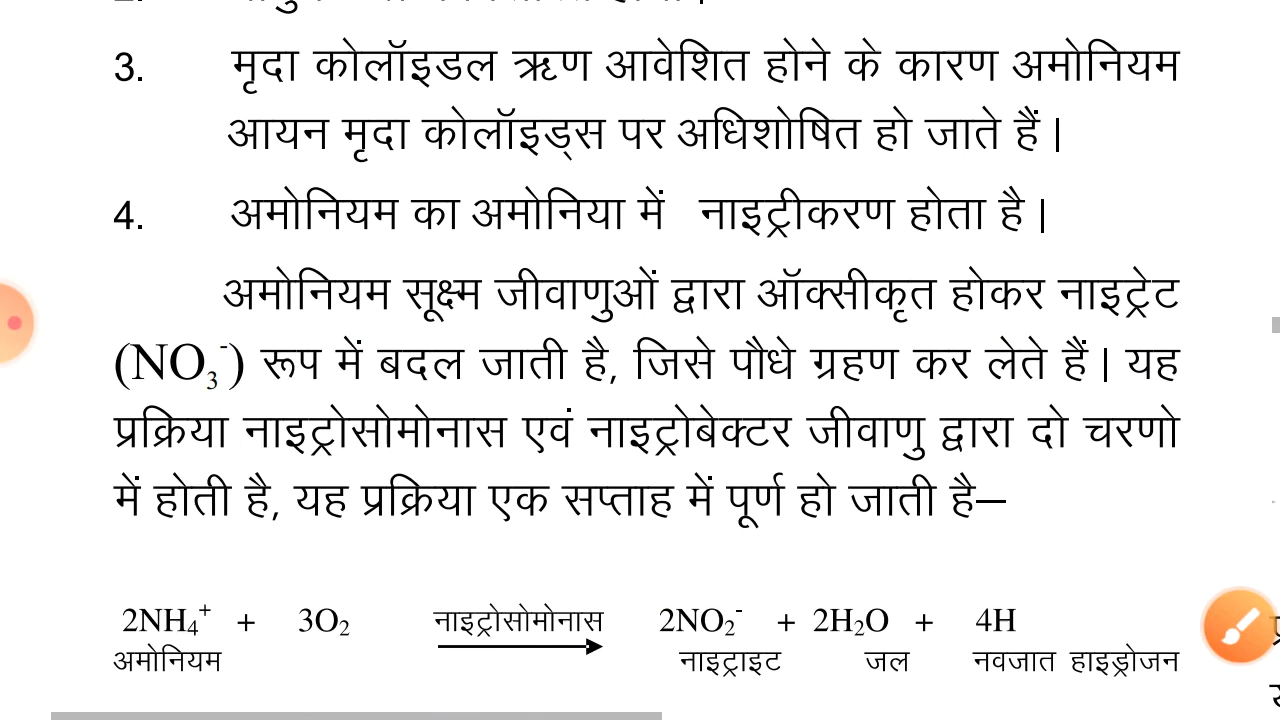 3. मृदा कोलॉइडल ऋण आवेशित होने के कारण अमोनियम
आयन मृदा कोलॉइड्स पर अधिशोषित हो जाते हैं।
4. अमोनियम का अमोनिया में नाइट्रीकरण होता है।
अमोनियम सूक्ष्म जीवाणुओं द्वारा ऑक्सीकृत होकर नाइट्रेट
(NO₃⁻) रूप में बदल जाती है, जिसे पौधे ग्रहण कर लेते हैं। यह
प्रक्रिया नाइट्रोसोमोनास एवं नाइट्रोबेक्टर जीवाणु द्वारा दो चरणो
में होती है, यह प्रक्रिया एक सप्ताह में पूर्ण हो जाती है—
2NH₄⁺ + 3O₂ नाइट्रोसोमोनास 2NO₂⁻ + 2H₂O + 4H
अमोनियम नाइट्राइट जल नवजात हाइड्रोजन